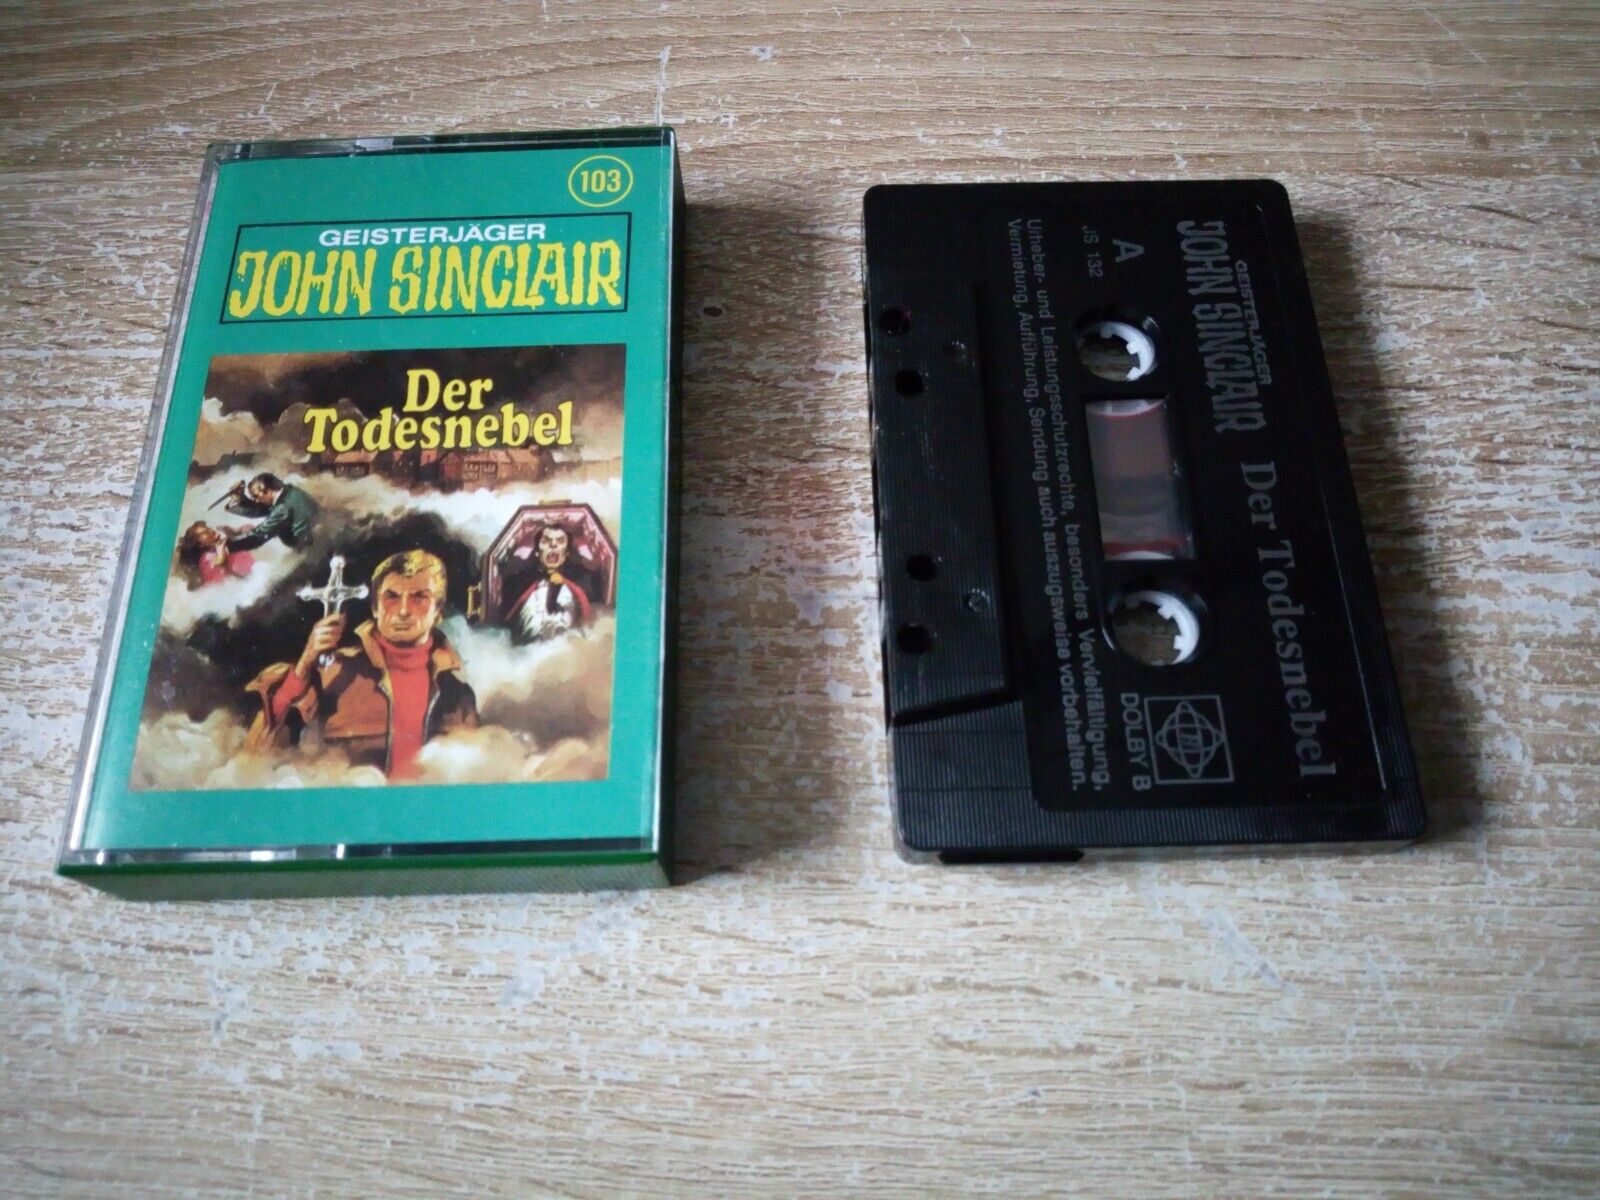 103
GEISTERJÄGER
JOHN SINCLAIR
Der
Todesnebel
GEISTERJÄGER
JOHN SINCLAIR Der Todesnebel
A
JS 132
DOLBY B
Urheber- und Leistungsschutzrechte, besonders Vervielfältigung,
Vermietung, Aufführung, Sendung auch auszugsweise vorbehalten.